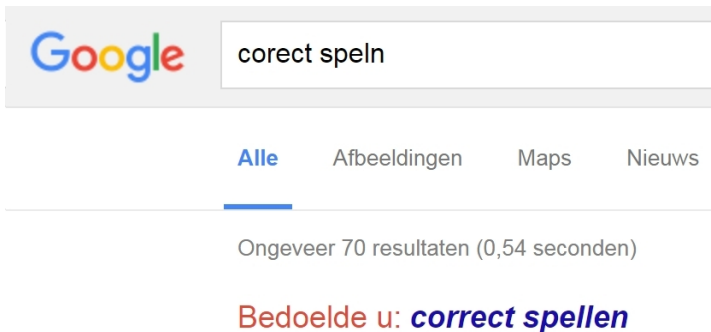 Google corect speln
Alle Afbeeldingen Maps Nieuws
Ongeveer 70 resultaten (0,54 seconden)
Bedoelde u: correct spellen